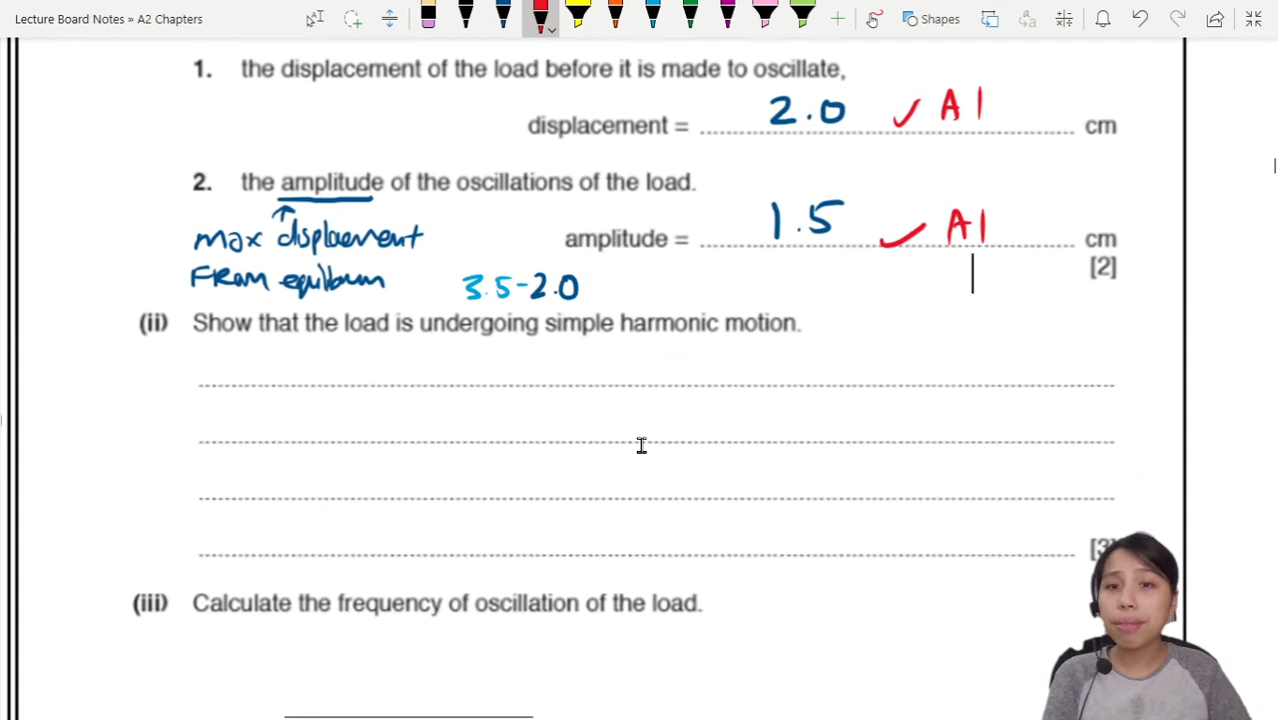 Lecture Board Notes » A2 Chapters
Shapes
1. the displacement of the load before it is made to oscillate,
displacement = 2.0 ✓ A1 cm
2. the amplitude of the oscillations of the load.
max displacement
amplitude = 1.5 ✓ A1 cm
From equilbum 3.5-2.0
[2]
(ii) Show that the load is undergoing simple harmonic motion.
[3]
(iii) Calculate the frequency of oscillation of the load.